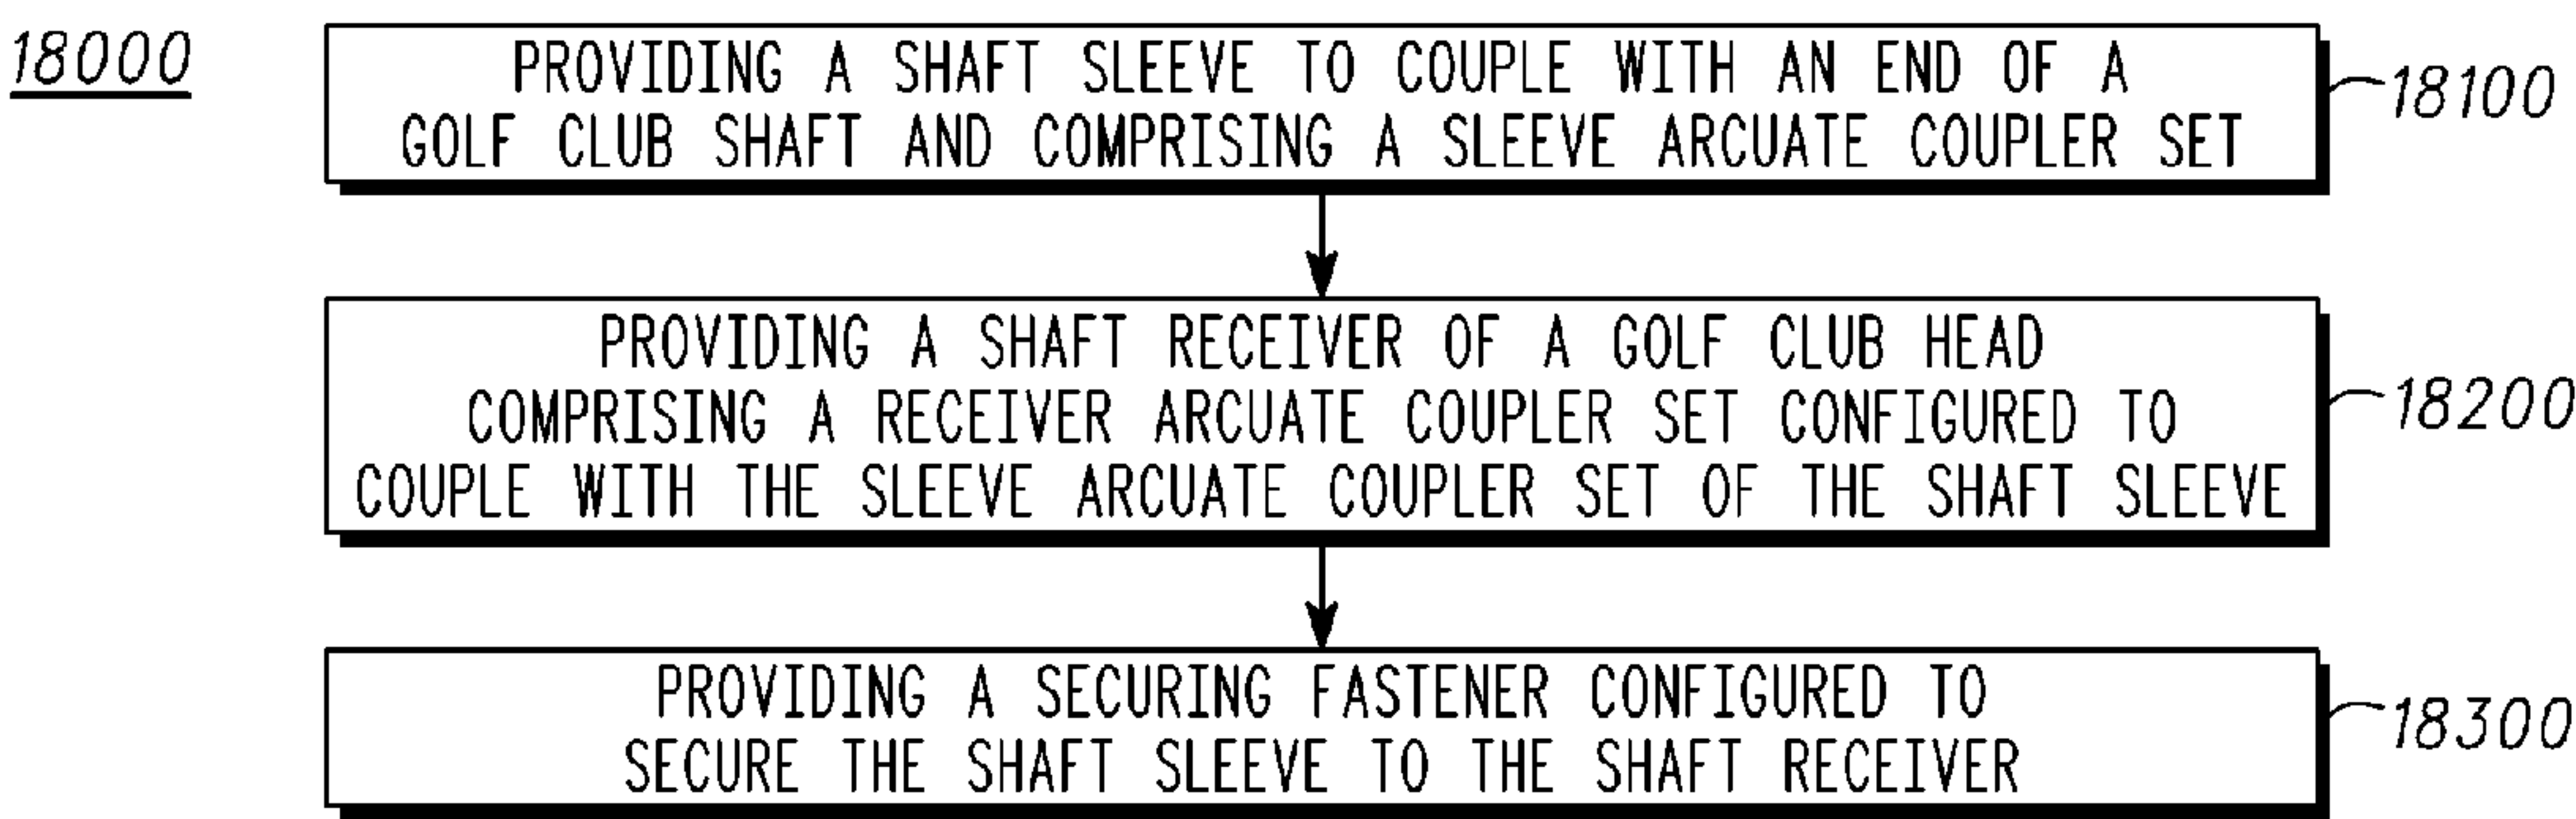 18000
PROVIDING A SHAFT SLEEVE TO COUPLE WITH AN END OF A
GOLF CLUB SHAFT AND COMPRISING A SLEEVE ARCUATE COUPLER SET
18100
PROVIDING A SHAFT RECEIVER OF A GOLF CLUB HEAD
COMPRISING A RECEIVER ARCUATE COUPLER SET CONFIGURED TO
COUPLE WITH THE SLEEVE ARCUATE COUPLER SET OF THE SHAFT SLEEVE
18200
PROVIDING A SECURING FASTENER CONFIGURED TO
SECURE THE SHAFT SLEEVE TO THE SHAFT RECEIVER
18300